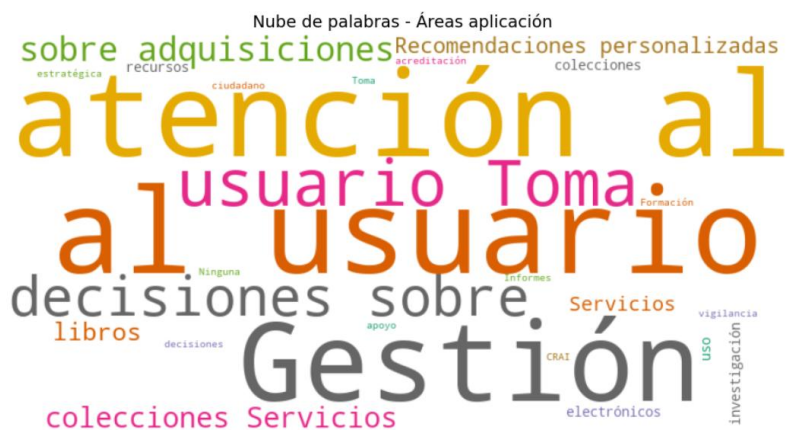 Nube de palabras - Áreas aplicación
sobre adquisiciones
Recomendaciones personalizadas
estratégica
recursos
acreditación
colecciones
ciudadano
Toma
atención al
usuario Toma
Formación
al usuario
Ninguna
Informes
decisiones sobre
Servicios
vigilancia
libros
apoyo
decisiones
Gestión
CRAI
uso
investigación
colecciones Servicios
electrónicos